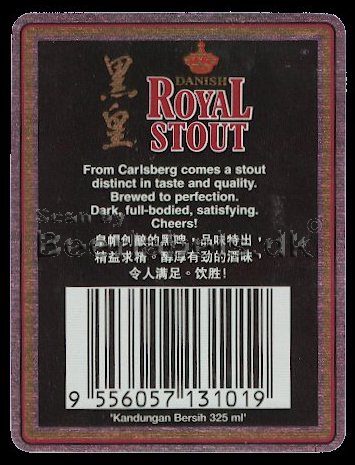 黑皇
DANISH
ROYAL
STOUT
From Carlsberg comes a stout
distinct in taste and quality.
Brewed to perfection.
Dark, full-bodied, satisfying.
Cheers!
皇帽创酿的黑啤，品味特出，
精益求精。醇厚有劲的酒味，
令人满足。饮胜！
9 556057 131019
'Kandungan Bersih 325 ml'